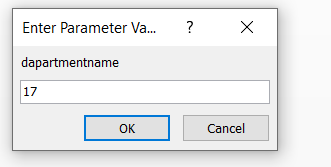 Enter Parameter Va... ?
dapartmentname
17
OK Cancel